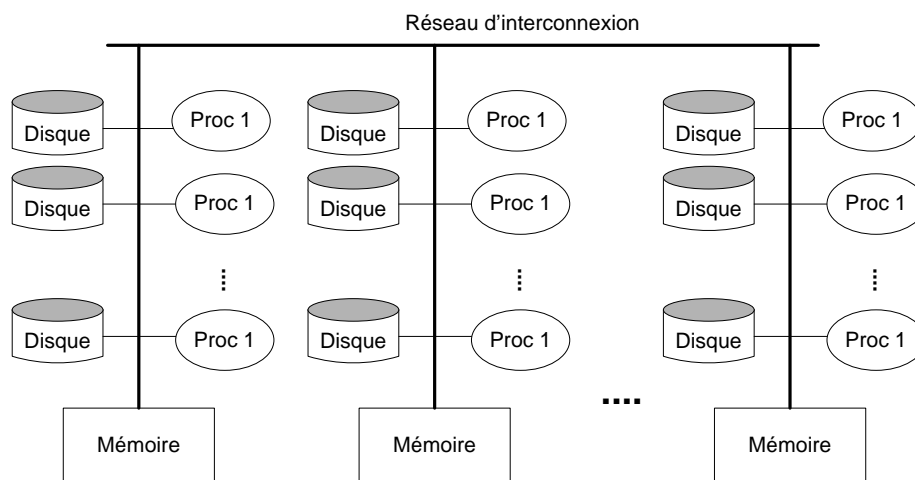 Réseau d'interconnexion
Disque Proc 1 Disque Proc 1 Disque Proc 1
Disque Proc 1 Disque Proc 1 Disque Proc 1
Disque Proc 1 Disque Proc 1 Disque Proc 1
Mémoire Mémoire Mémoire